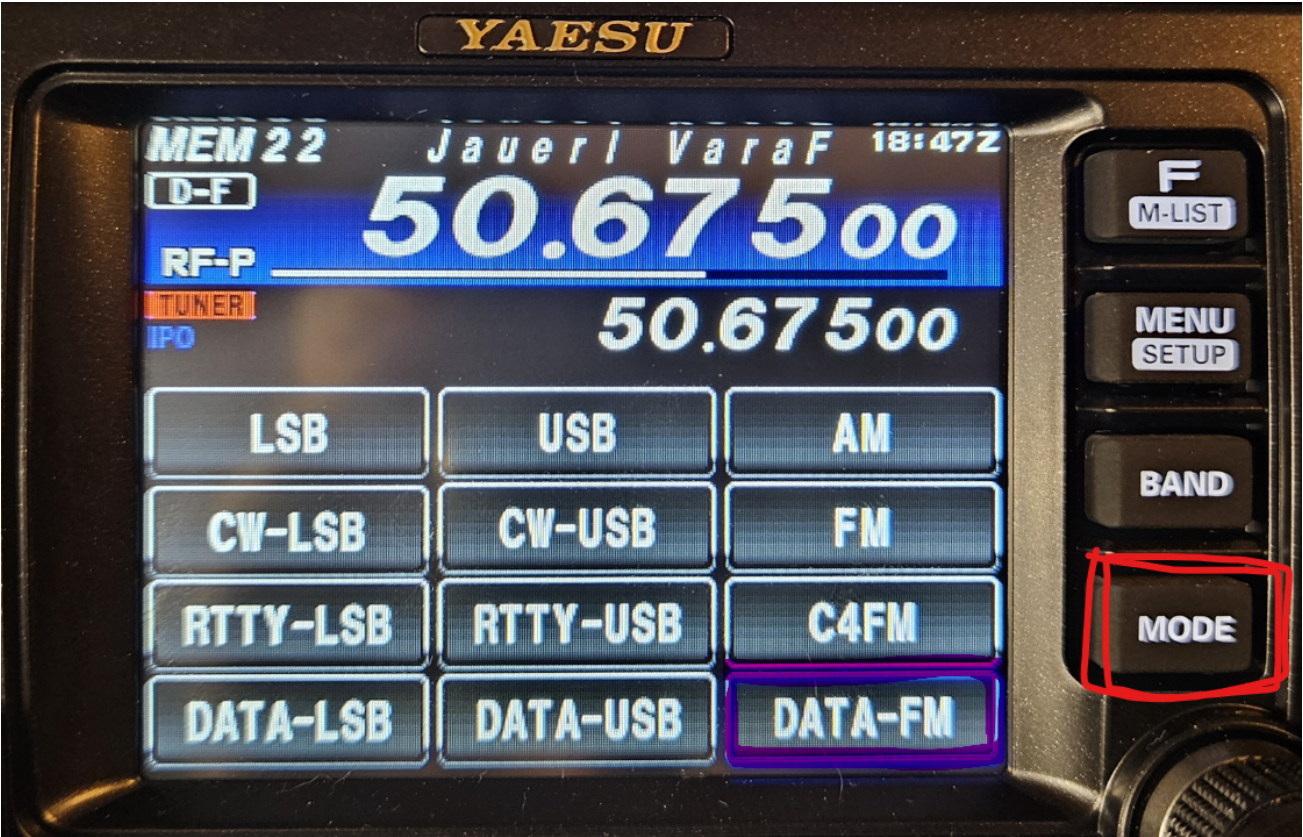 YAESU
MEM 22 Jauerl VaraF 18:47Z
D-F 50.67500
RF-P
TUNER
IPO 50.67500
LSB USB AM
CW-LSB CW-USB FM
RTTY-LSB RTTY-USB C4FM
DATA-LSB DATA-USB DATA-FM
F
M-LIST
MENU
SETUP
BAND
MODE